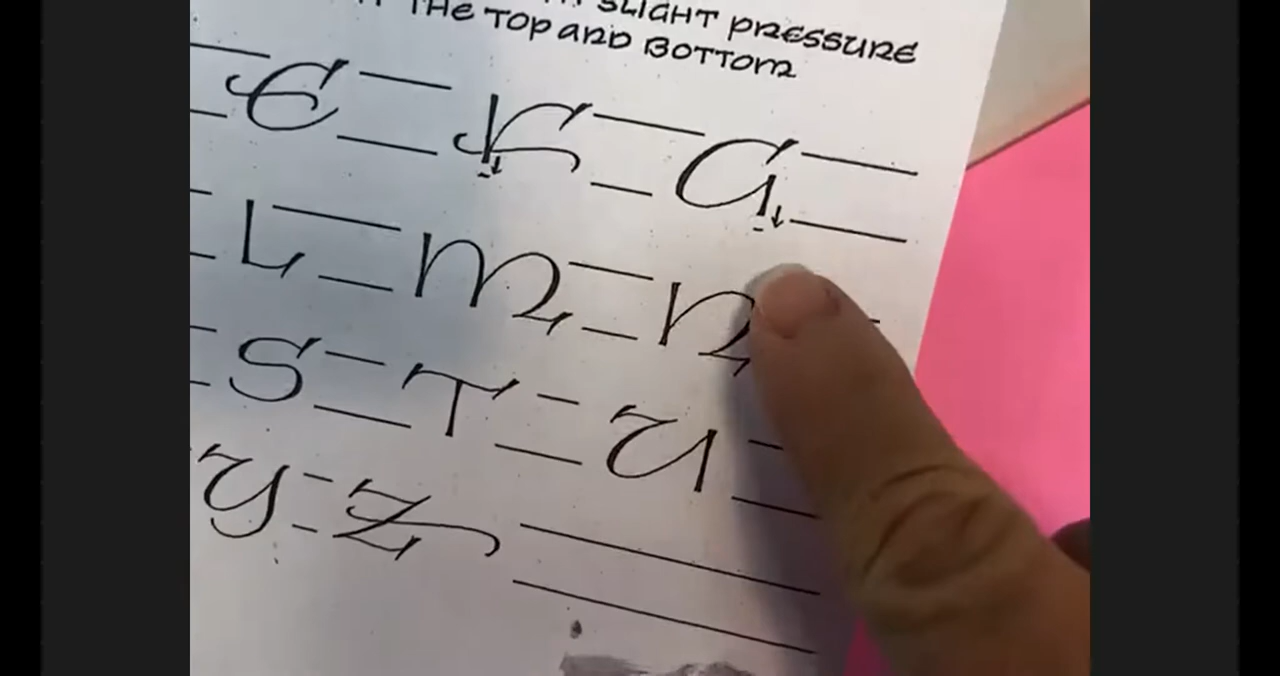 SLIGHT PRESSURE
THE TOP AND BOTTOM
E F G
L M N
S T U
Y Z